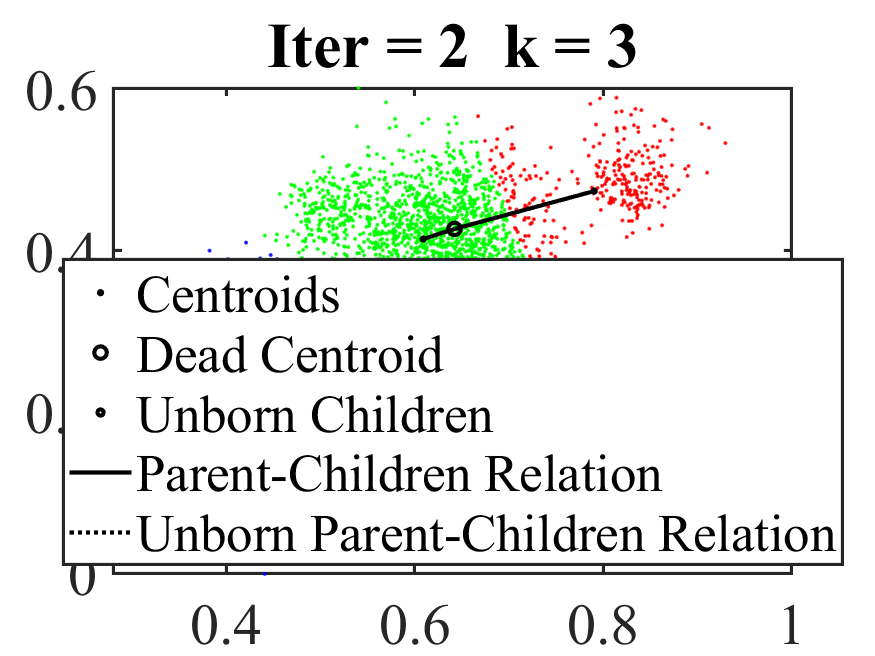 Iter = 2 k = 3
0.6
0.4
Centroids
Dead Centroid
Unborn Children
0.
Parent-Children Relation
Unborn Parent-Children Relation
0
0.4 0.6 0.8 1